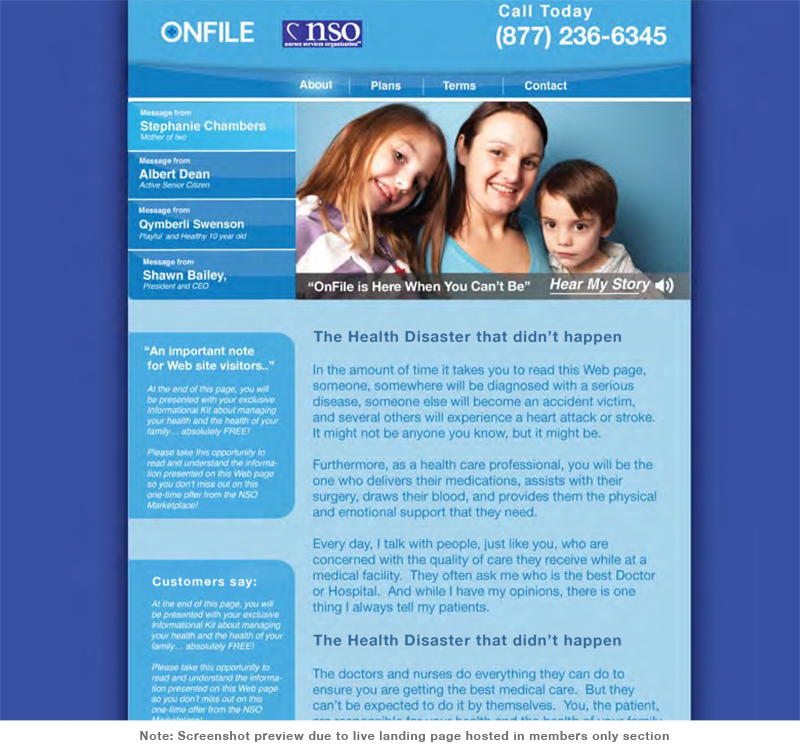 ONFILE
nso
nurses services organization
Call Today
(877) 236-6345
About
Plans
Terms
Contact
Message from
Stephanie Chambers
Mother of two
Message from
Albert Dean
Active Senior Citizen
Message from
Qymberli Swenson
Playful and Healthy 10 year old
Message from
Shawn Bailey,
President and CEO
“OnFile is Here When You Can’t Be”
Hear My Story
“An important note
for Web site visitors..”
At the end of this page, you will
be presented with your exclusive
Informational Kit about managing
your health and the health of your
family… absolutely FREE!
Please take this opportunity to
read and understand the informa-
tion presented on this Web page
so you don’t miss out on this
one-time offer from the NSO
Marketplace!
Customers say:
At the end of this page, you will
be presented with your exclusive
Informational Kit about managing
your health and the health of your
family… absolutely FREE!
Please take this opportunity to
read and understand the informa-
tion presented on this Web page
so you don’t miss out on this
one-time offer from the NSO
Marketplace!
The Health Disaster that didn’t happen
In the amount of time it takes you to read this Web page,
someone, somewhere will be diagnosed with a serious
disease, someone else will become an accident victim,
and several others will experience a heart attack or stroke.
It might not be anyone you know, but it might be.
Furthermore, as a health care professional, you will be the
one who delivers their medications, assists with their
surgery, draws their blood, and provides them the physical
and emotional support that they need.
Every day, I talk with people, just like you, who are
concerned with the quality of care they receive while at a
medical facility. They often ask me who is the best Doctor
or Hospital. And while I have my opinions, there is one
thing I always tell my patients.
The Health Disaster that didn’t happen
The doctors and nurses do everything they can do to
ensure you are getting the best medical care. But they
can’t be expected to do it by themselves. You, the patient,
are responsible for your health and the health of your family
Note: Screenshot preview due to live landing page hosted in members only section